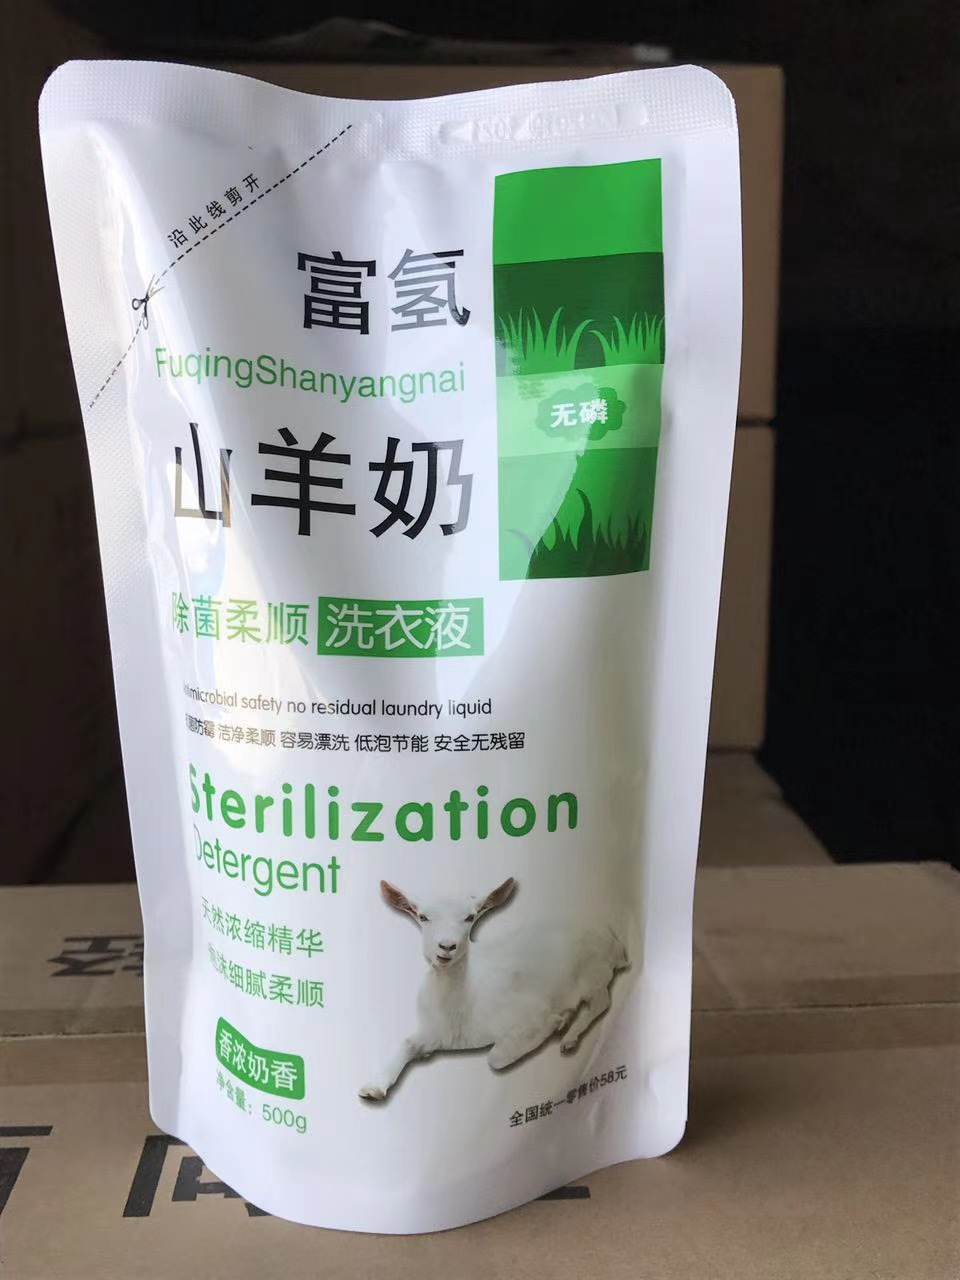 沿此线剪开
富氢
FuqingShanyangnai
山羊奶
无磷
除菌柔顺 洗衣液
safety no residual laundry liquid
洁净柔顺 容易漂洗 低泡节能 安全无残留
Sterilization
Detergent
天然浓缩精华
泡沫细腻柔顺
香浓奶香
净含量：500g
全国统一零售价58元